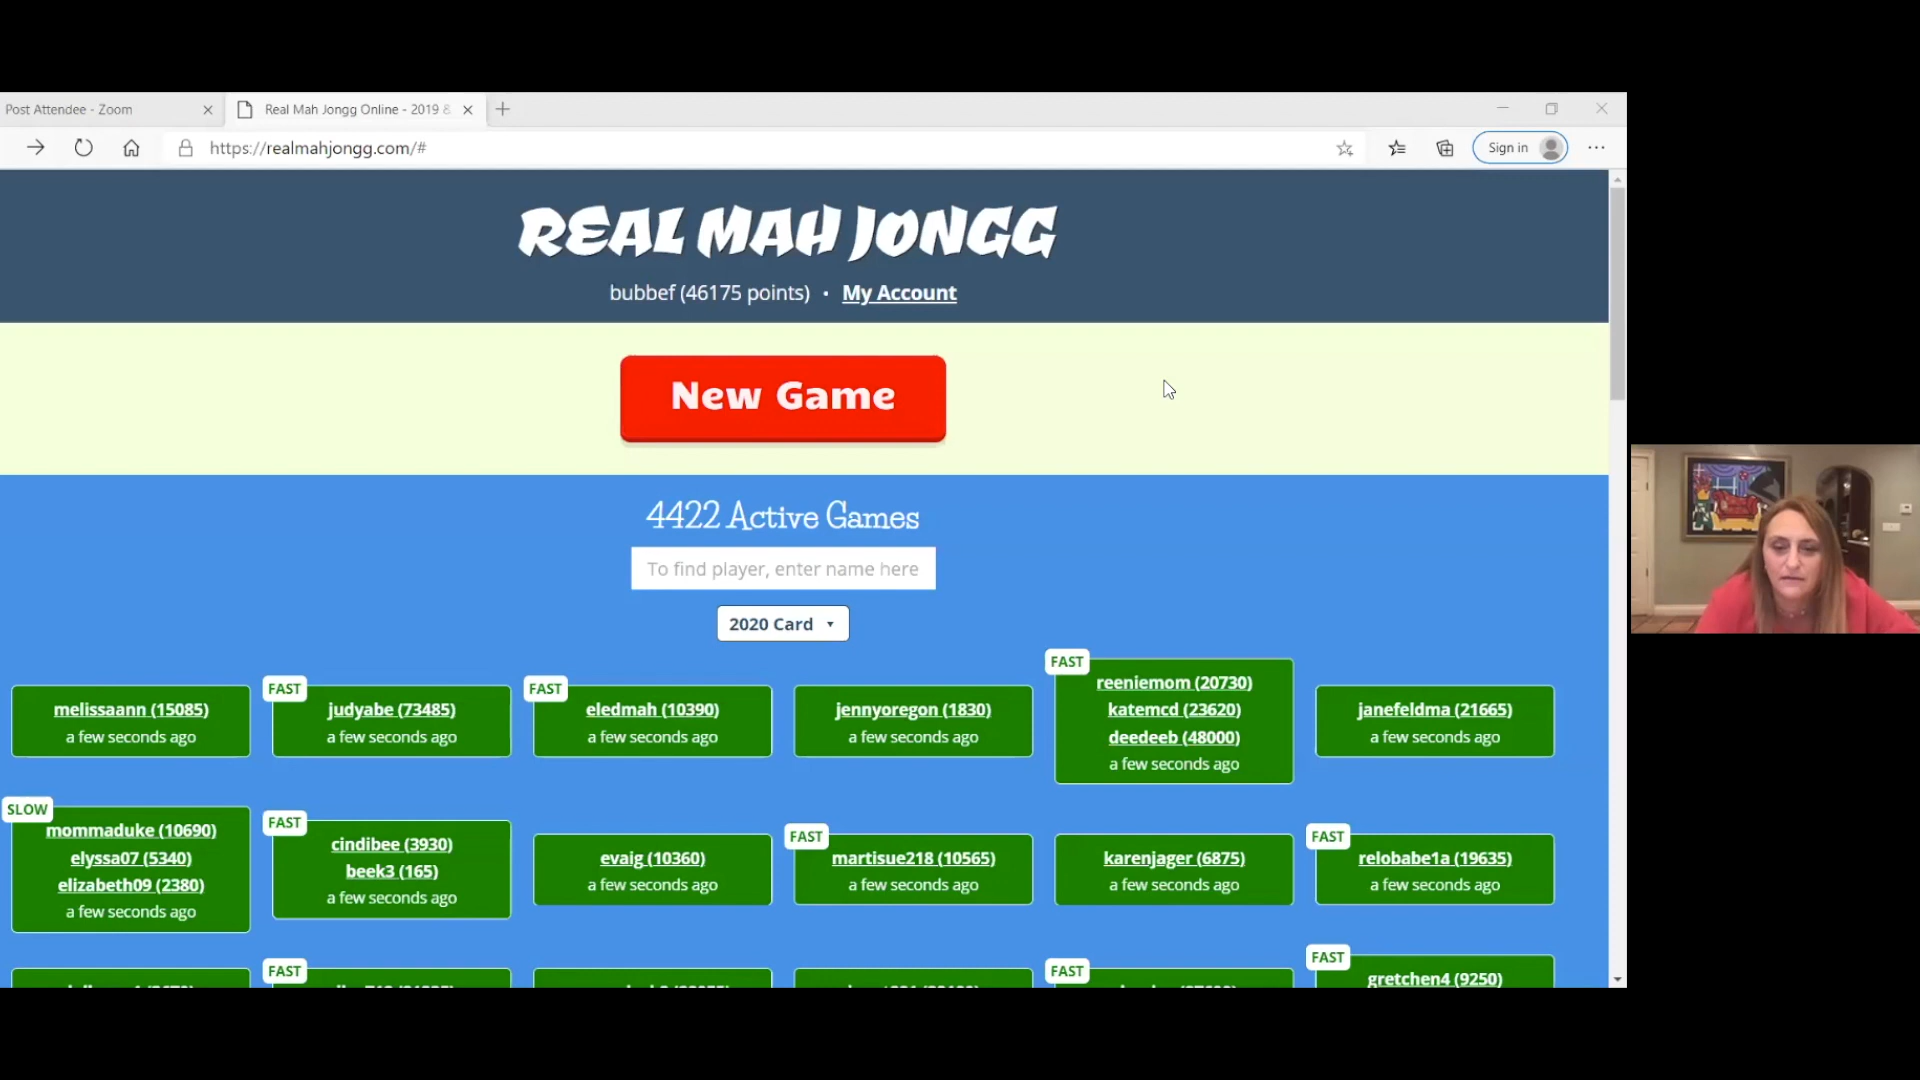 Post Attendee - Zoom
Real Mah Jongg Online - 2019 &
https://realmahjongg.com/#
Sign in
REAL MAH JONGG
bubbef (46175 points) • My Account
New Game
4422 Active Games
To find player, enter name here
2020 Card
melissaann (15085)
a few seconds ago
FAST
judyabe (73485)
a few seconds ago
FAST
eledmah (10390)
a few seconds ago
jennyoregon (1830)
a few seconds ago
FAST
reeniemom (20730)
katemcd (23620)
deedeeb (48000)
a few seconds ago
janefeldma (21665)
a few seconds ago
SLOW
mommaduke (10690)
elyssa07 (5340)
elizabeth09 (2380)
a few seconds ago
FAST
cindibee (3930)
beek3 (165)
a few seconds ago
evaig (10360)
a few seconds ago
FAST
martisue218 (10565)
a few seconds ago
karenjager (6875)
a few seconds ago
FAST
relobabe1a (19635)
a few seconds ago
FAST
FAST
FAST
gretchen4 (9250)